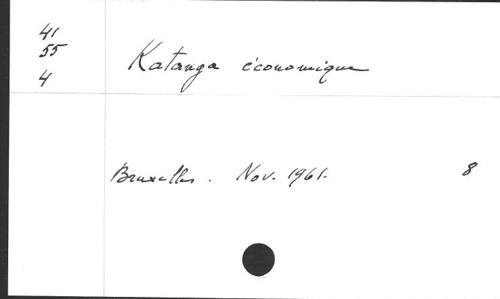 41
55
4
Katanga économique
Bruxelles. Nov. 1961. 8